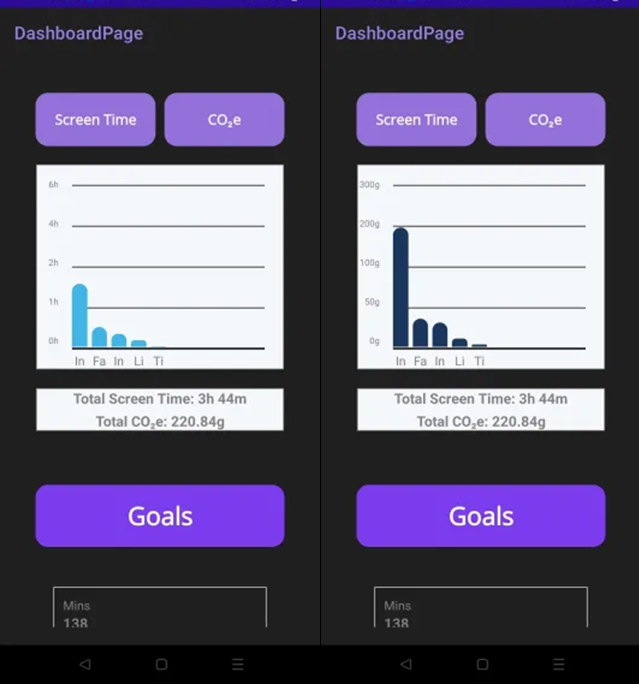 DashboardPage
Screen Time CO₂e
6h
4h
2h
1h
0h
In Fa In Li Ti
Total Screen Time: 3h 44m
Total CO₂e: 220.84g
Goals
Mins
138
DashboardPage
Screen Time CO₂e
300g
200g
100g
50g
0g
In Fa In Li Ti
Total Screen Time: 3h 44m
Total CO₂e: 220.84g
Goals
Mins
138